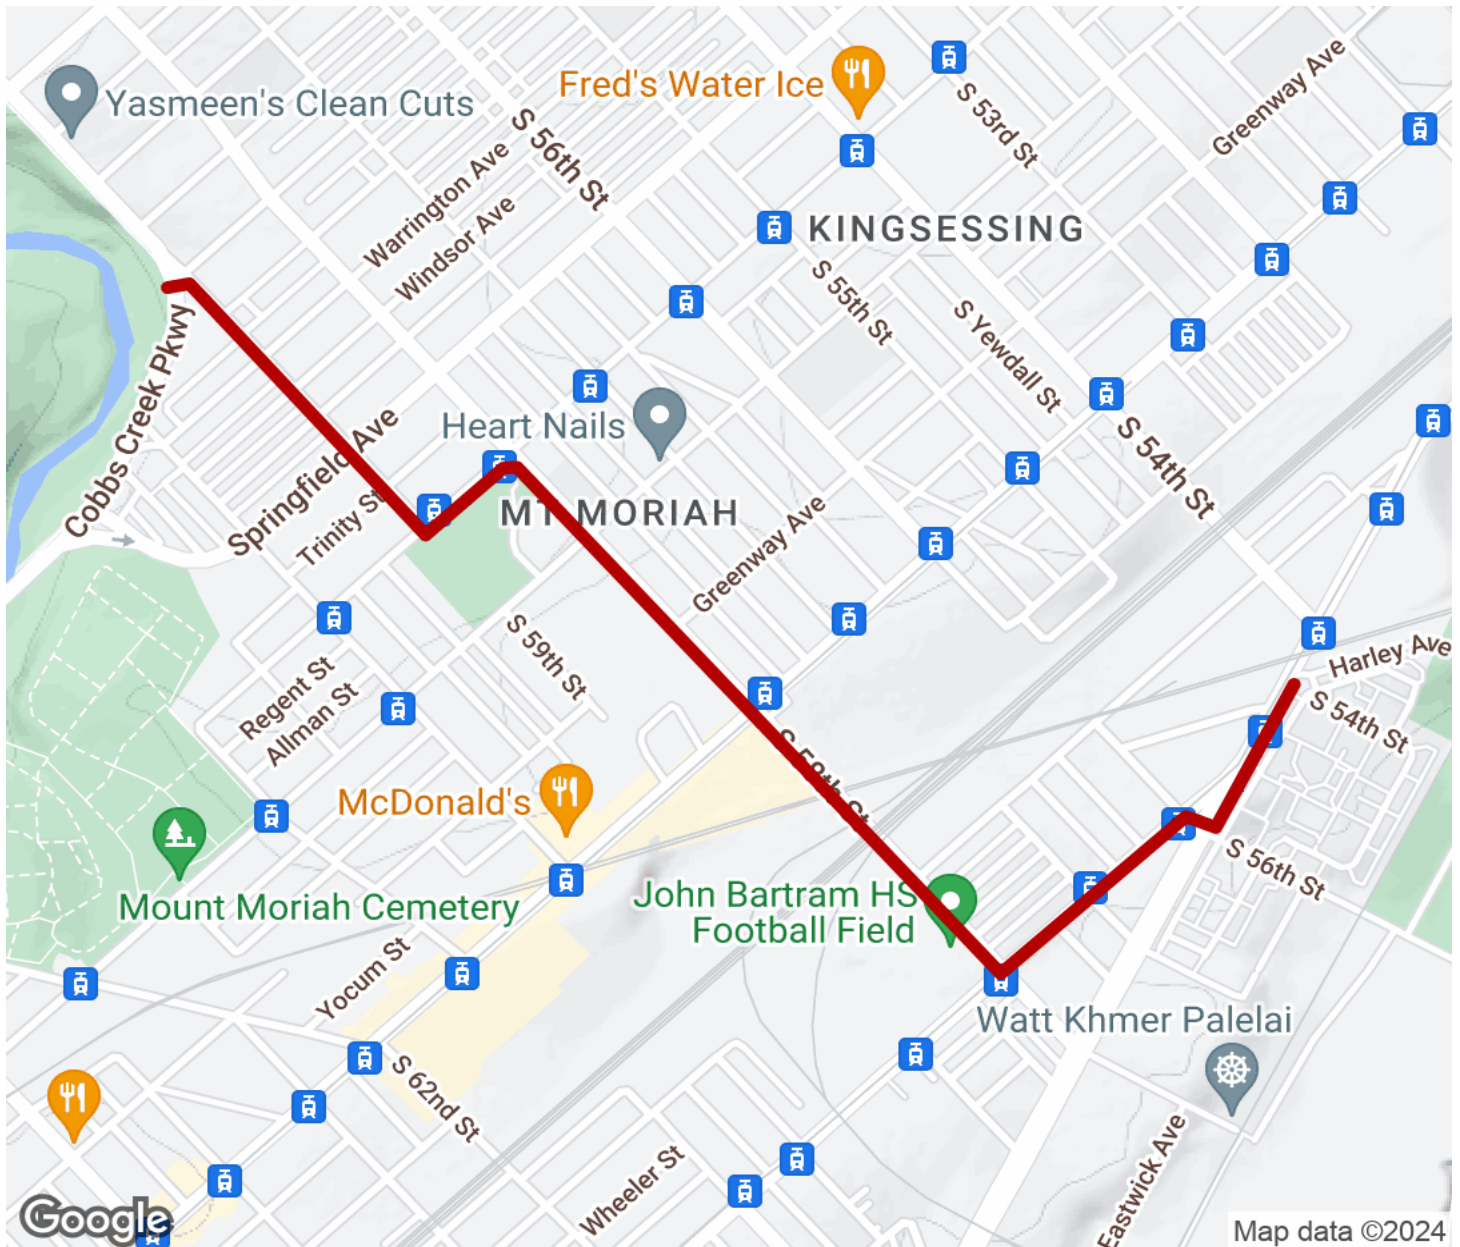 Fred's Water Ice
Yasmeen's Clean Cuts
S 56th St
S 53rd St
Greenway Ave
Warrington Ave
Windsor Ave
KINGSESSING
S 55th St
S Yewdall St
Cobbs Creek Pkwy
Springfield Ave
Trinity St
Heart Nails
MT MORIAH
S 54th St
Greenway Ave
S 59th St
Harley Ave
S 54th St
Regent St
Allman St
S 58th St
McDonald's
S 56th St
Mount Moriah Cemetery
John Bartram HS
Football Field
Yocum St
Watt Khmer Palelai
S 62nd St
Wheeler St
Eastwick Ave
Google
Map data ©2024